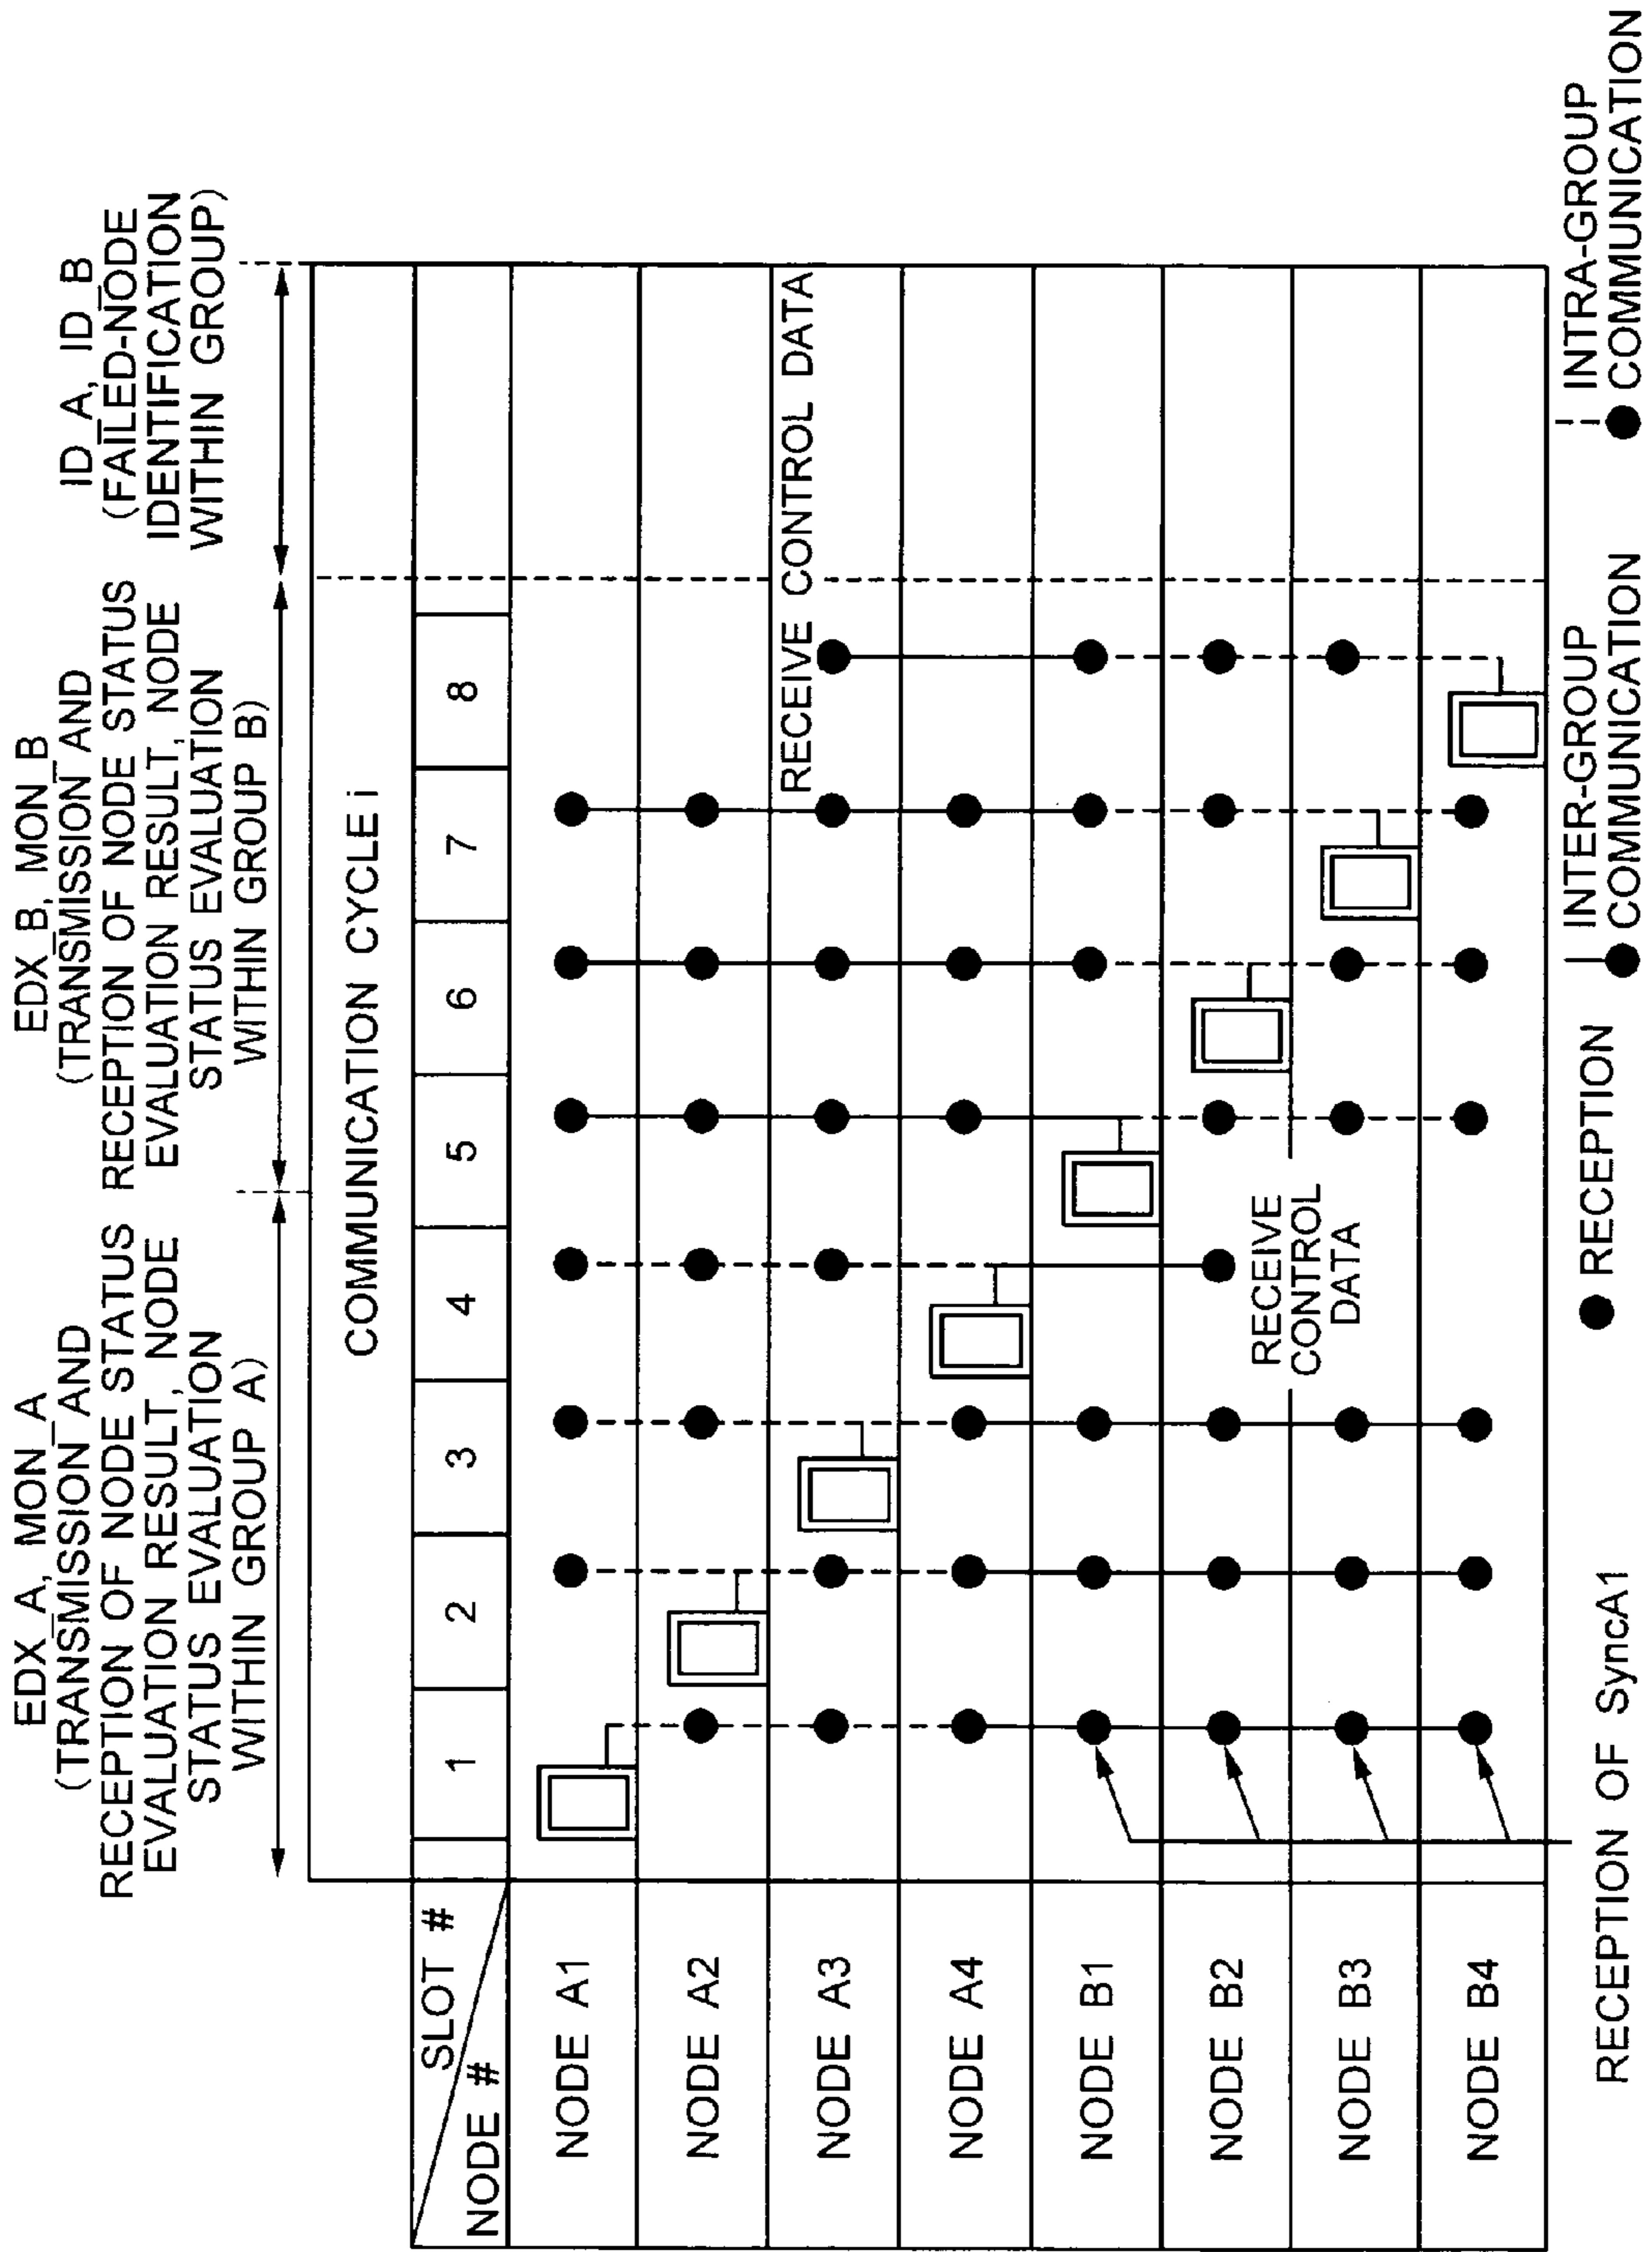 EDX_A, MON_A
(TRANSMISSION AND
RECEPTION OF NODE STATUS
EVALUATION RESULT, NODE
STATUS EVALUATION
WITHIN GROUP A)
EDX_B, MON_B
(TRANSMISSION AND
RECEPTION OF NODE STATUS
EVALUATION RESULT, NODE
STATUS EVALUATION
WITHIN GROUP B)
ID_A, ID_B
(FAILED-NODE
IDENTIFICATION
WITHIN GROUP)
COMMUNICATION CYCLE i
SLOT #
NODE #
1 2 3 4 5 6 7 8
NODE A1
NODE A2
NODE A3
RECEIVE CONTROL DATA
NODE A4
NODE B1
NODE B2
RECEIVE
CONTROL
DATA
NODE B3
NODE B4
RECEPTION OF SyncA1
RECEPTION
INTER-GROUP
COMMUNICATION
INTRA-GROUP
COMMUNICATION